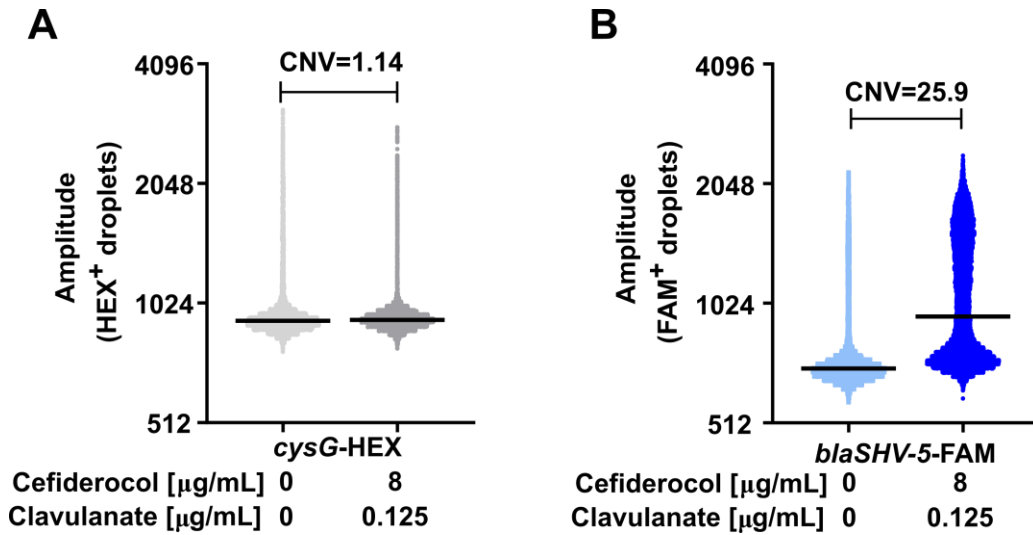 A
CNV=1.14
4096
2048
1024
512
Amplitude
(HEX+ droplets)
cysG-HEX
Cefiderocol [μg/mL] 0 8
Clavulanate [μg/mL] 0 0.125
B
CNV=25.9
4096
2048
1024
512
Amplitude
(FAM+ droplets)
blaSHV-5-FAM
Cefiderocol [μg/mL] 0 8
Clavulanate [μg/mL] 0 0.125